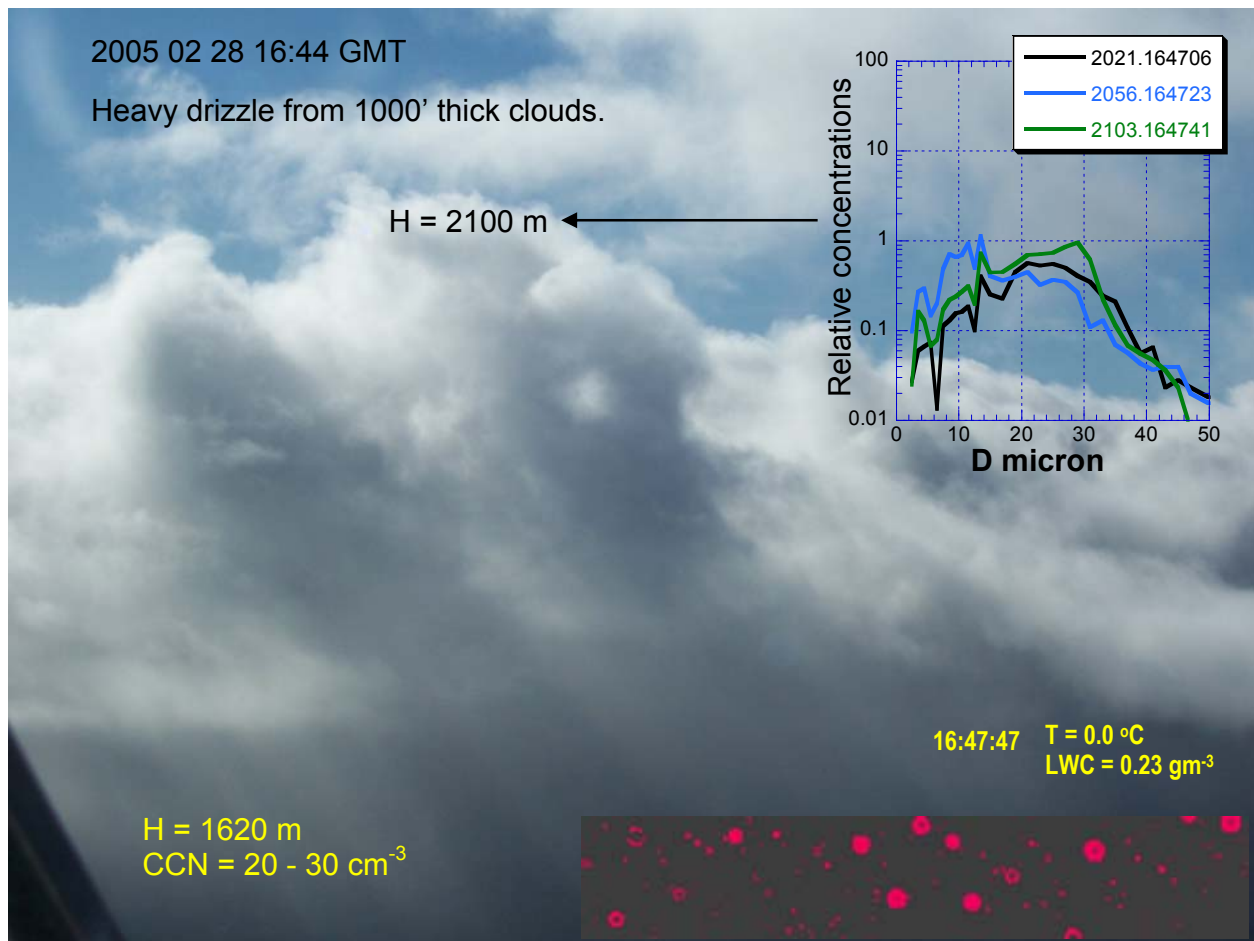 2005 02 28 16:44 GMT
Heavy drizzle from 1000' thick clouds.
H = 2100 m
2021.164706
2056.164723
2103.164741
Relative concentrations
100
10
1
0.1
0.01
0 10 20 30 40 50
D micron
16:47:47 T = 0.0 ºC
LWC = 0.23 gm-3
H = 1620 m
CCN = 20 - 30 cm-3